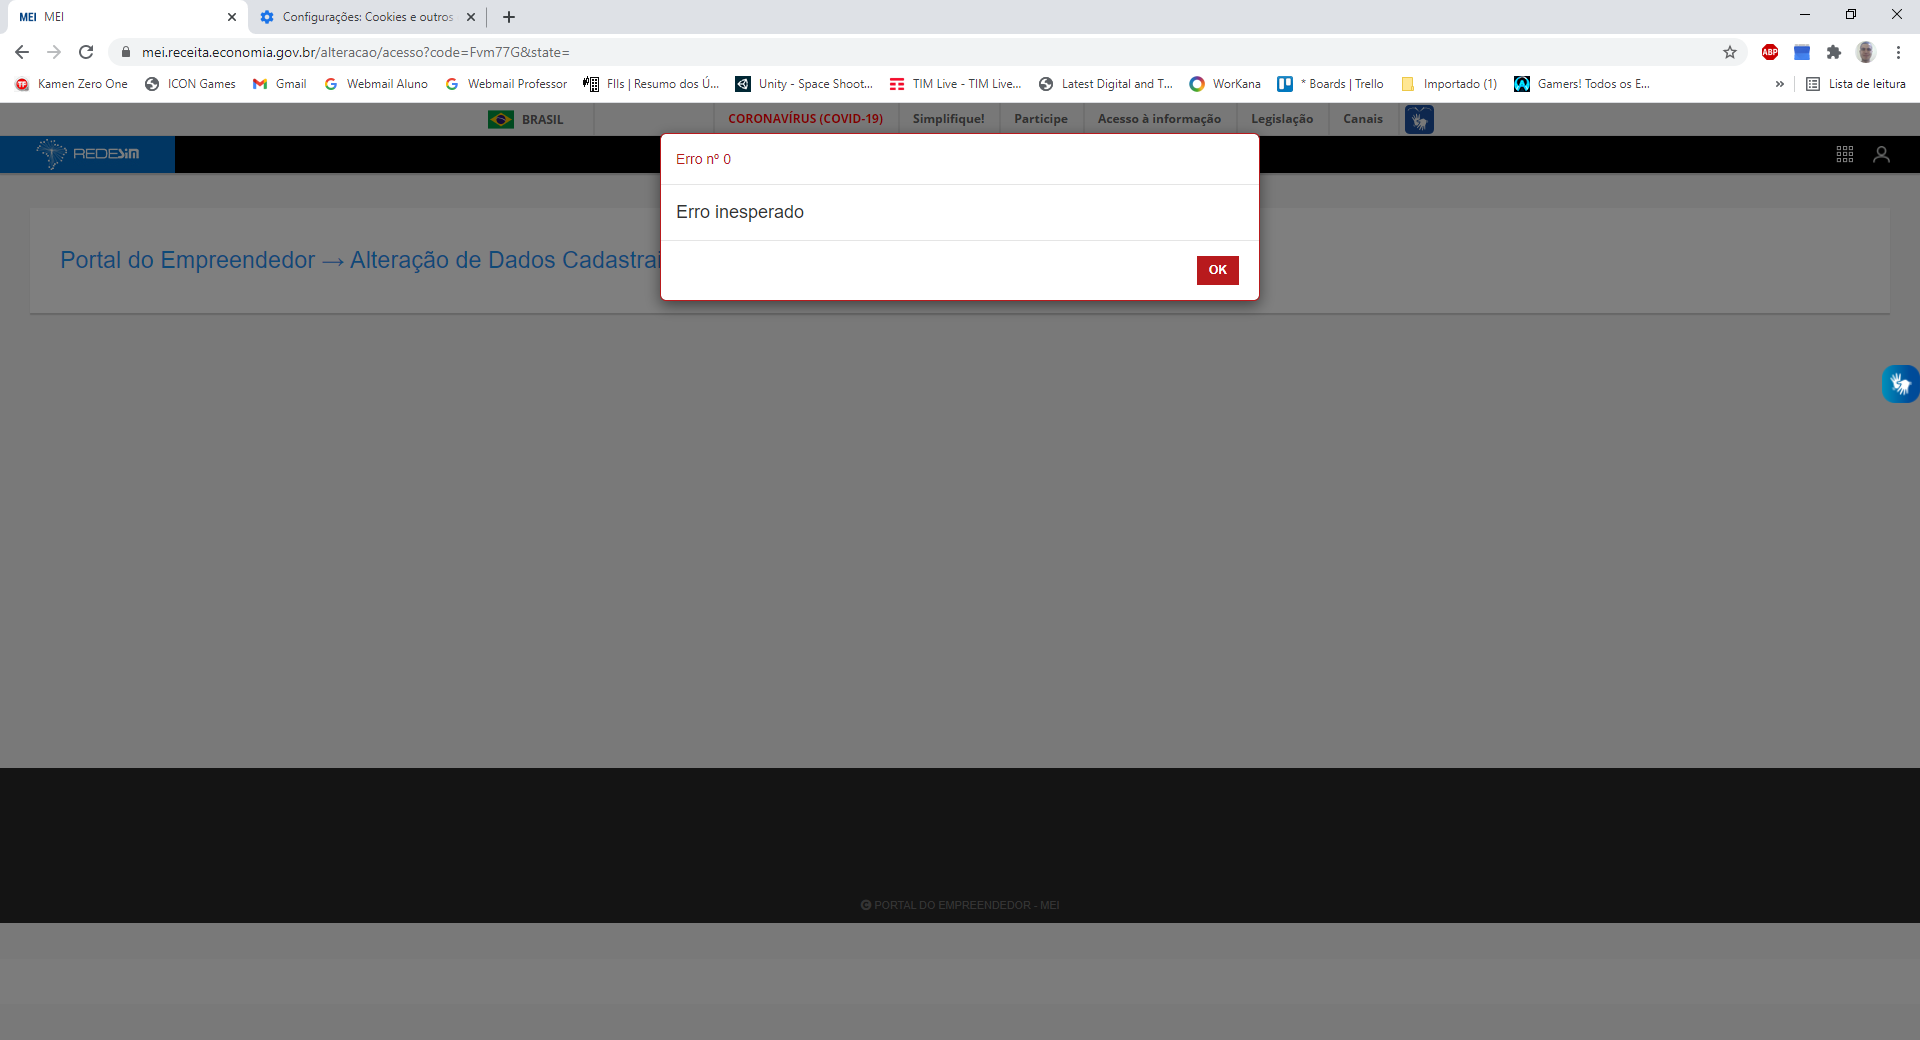 MEI MEI
Configurações: Cookies e outros
mei.receita.economia.gov.br/alteracao/acesso?code=Fvm77G&state=
ABP
Kamen Zero One ICON Games Gmail Webmail Aluno Webmail Professor FIIs | Resumo dos Ú... Unity - Space Shoot... TIM Live - TIM Live... Latest Digital and T... WorKana * Boards | Trello Importado (1) Gamers! Todos os E... » Lista de leitura
BRASIL CORONAVÍRUS (COVID-19) Simplifique! Participe Acesso à informação Legislação Canais
REDESIM
Erro nº 0
Erro inesperado
OK
Portal do Empreendedor → Alteração de Dados Cadastrai
PORTAL DO EMPREENDEDOR - MEI